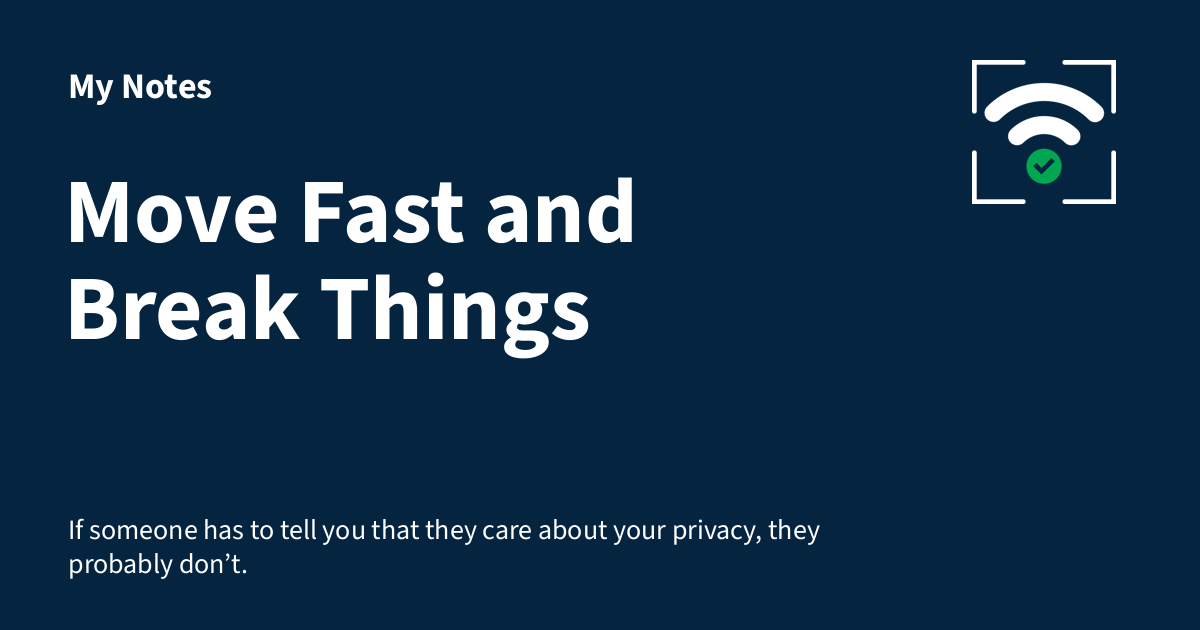 My Notes
Move Fast and
Break Things
If someone has to tell you that they care about your privacy, they
probably don’t.